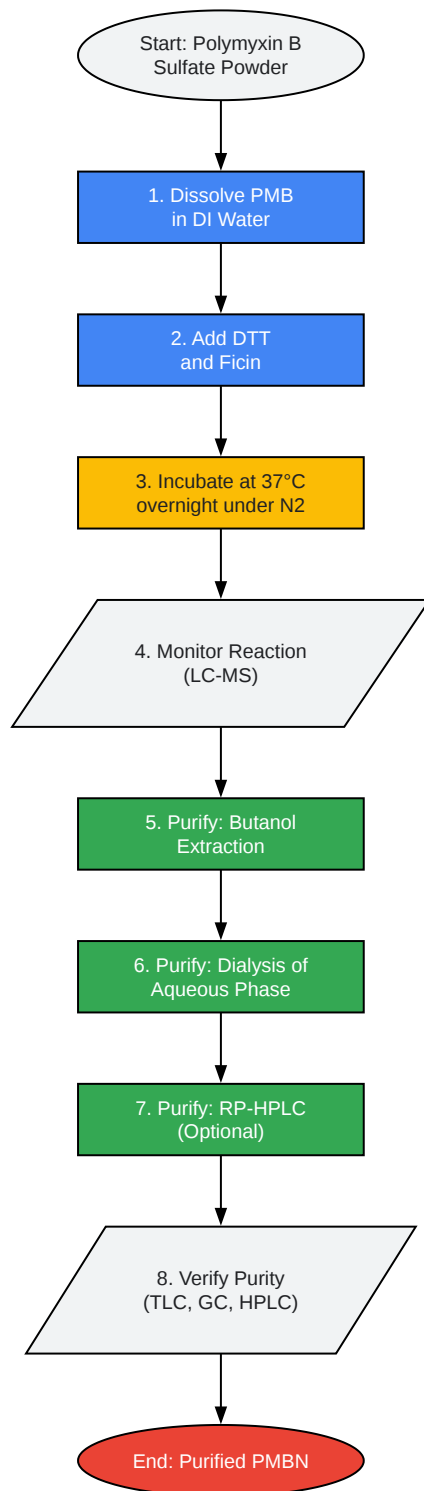 Start: Polymyxin B
Sulfate Powder
1. Dissolve PMB
in DI Water
2. Add DTT
and Ficin
3. Incubate at 37°C
overnight under N2
4. Monitor Reaction
(LC-MS)
5. Purify: Butanol
Extraction
6. Purify: Dialysis of
Aqueous Phase
7. Purify: RP-HPLC
(Optional)
8. Verify Purity
(TLC, GC, HPLC)
End: Purified PMBN